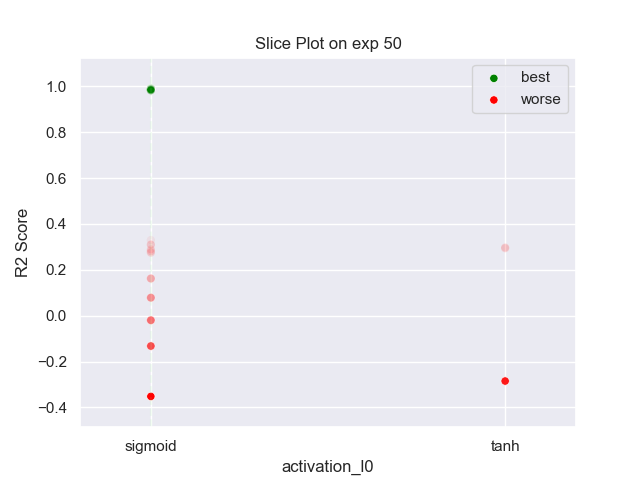 Slice Plot on exp 50
best
worse
1.0
0.8
0.6
0.4
0.2
0.0
−0.2
−0.4
R2 Score
sigmoid
tanh
activation_l0